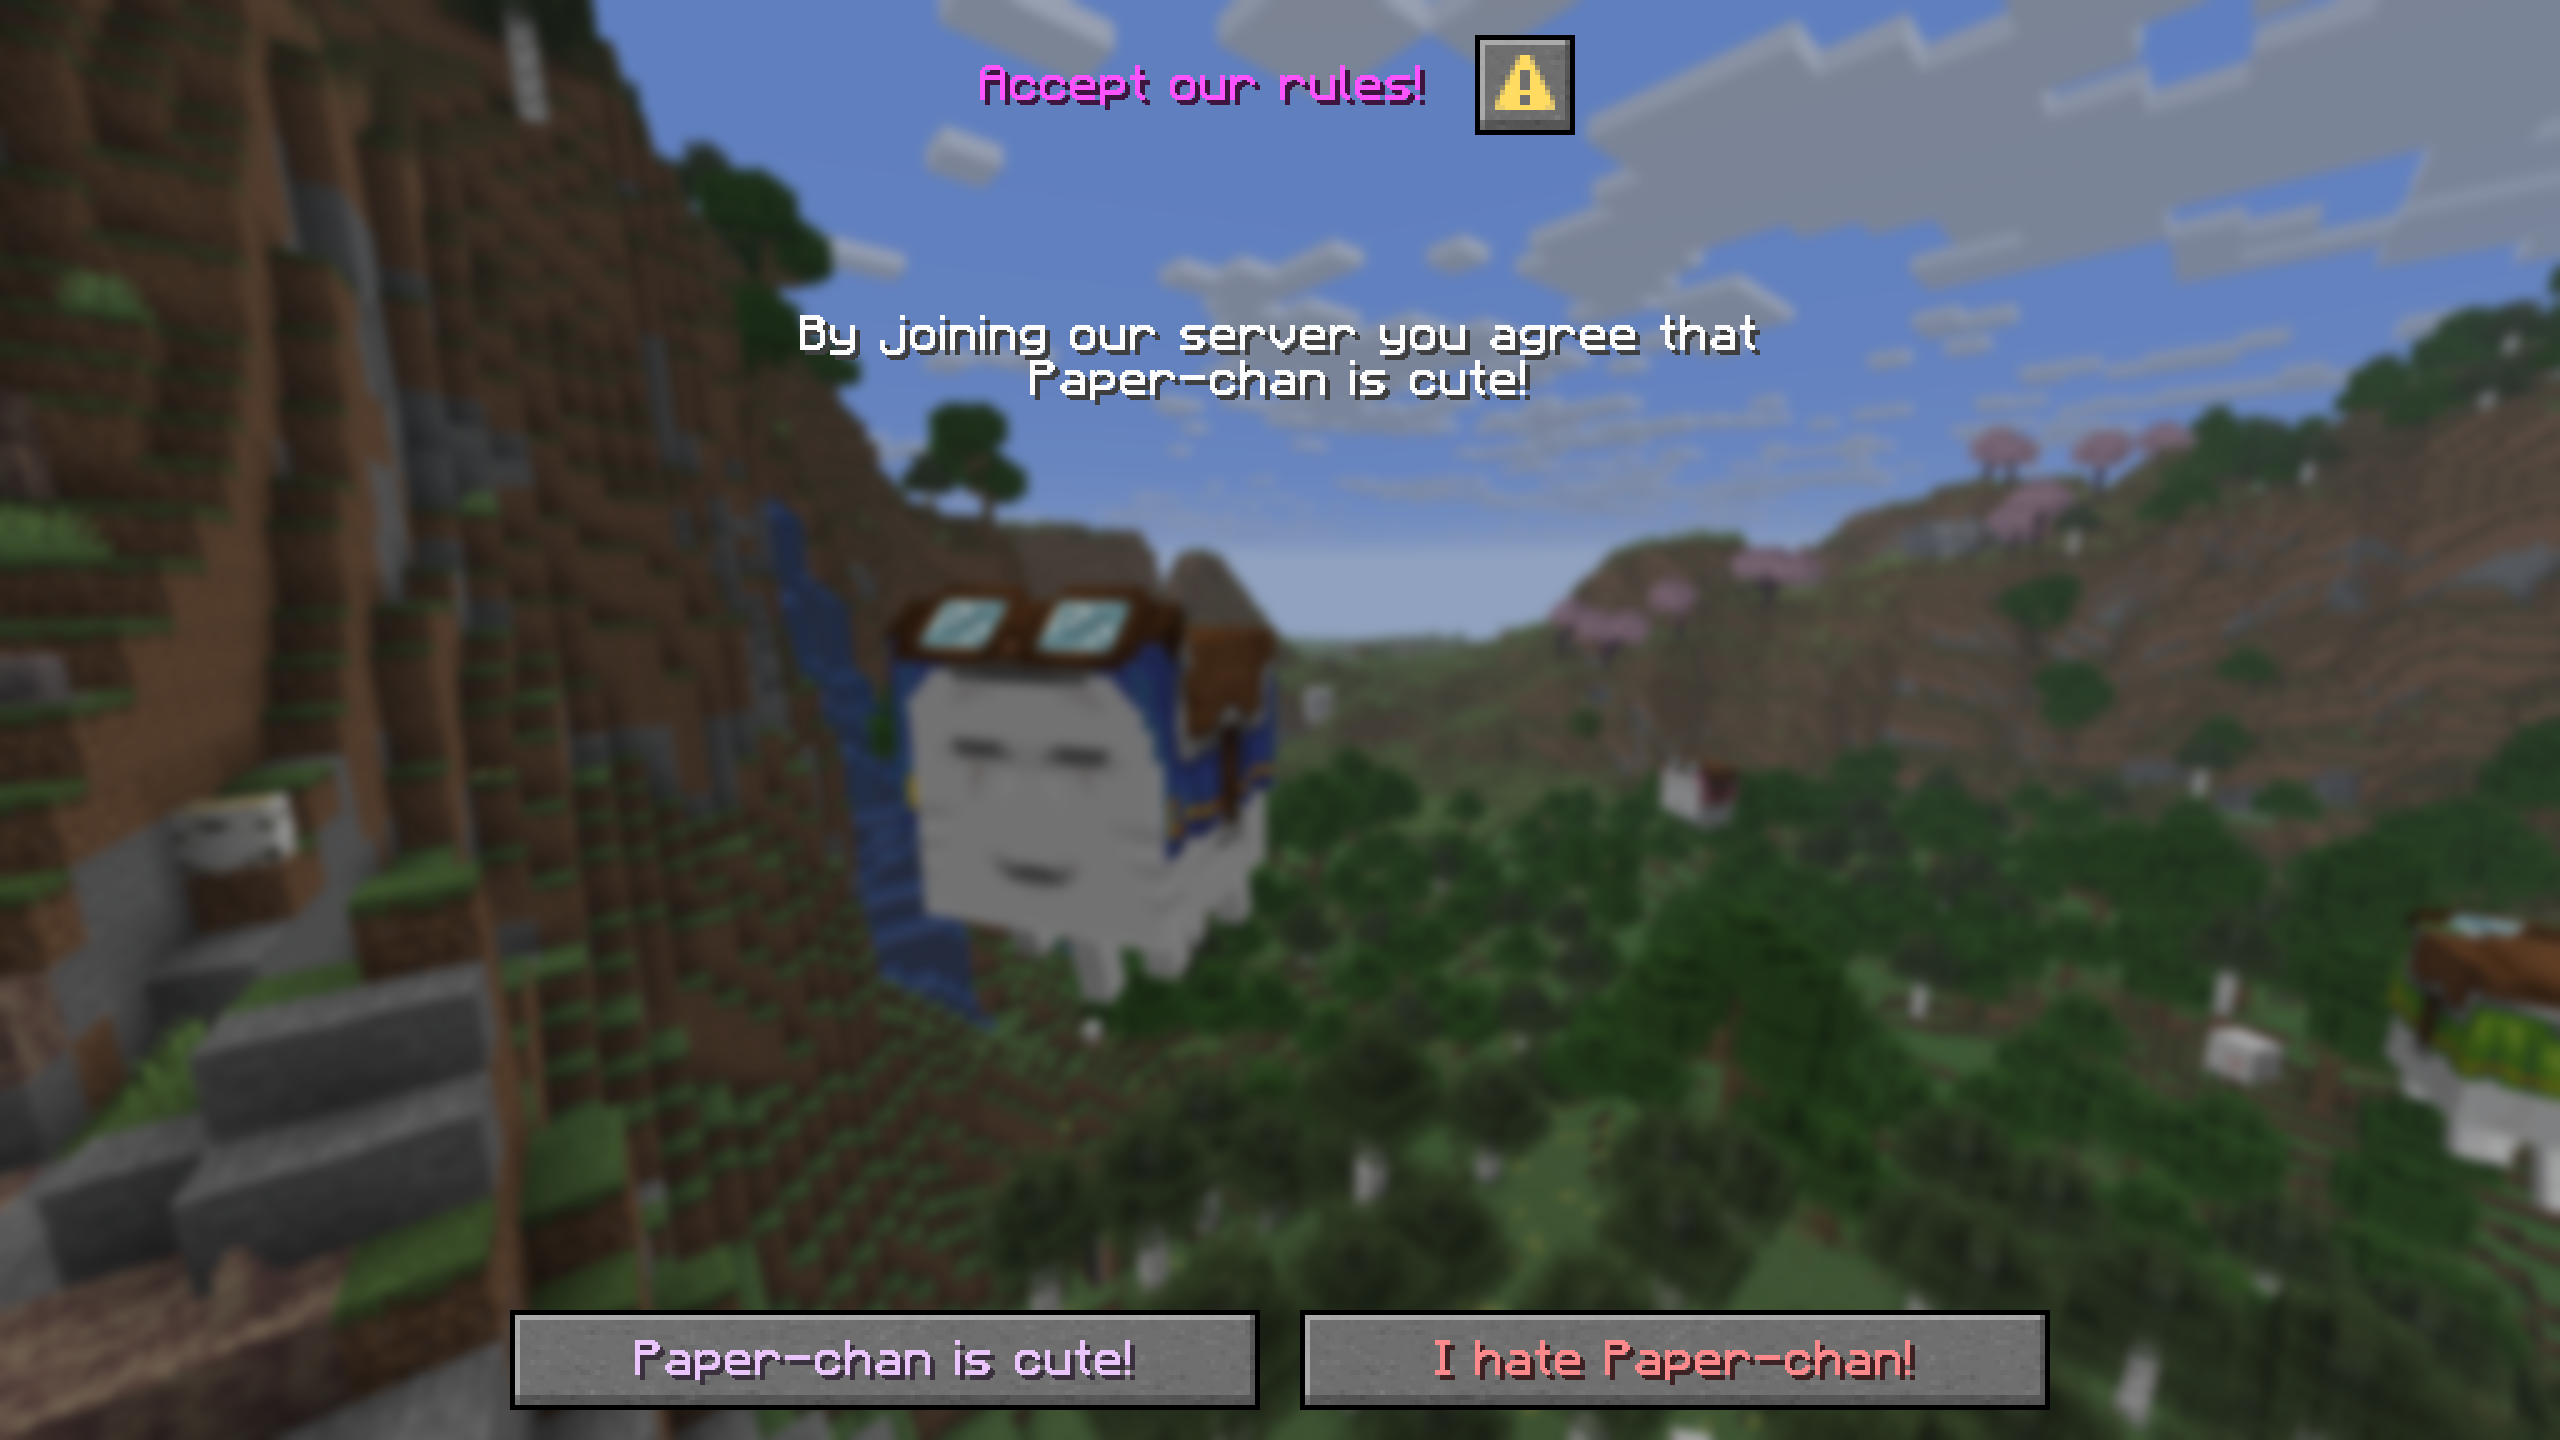 Accept our rules!
By joining our server you agree that
Paper-chan is cute!
Paper-chan is cute!
I hate Paper-chan!